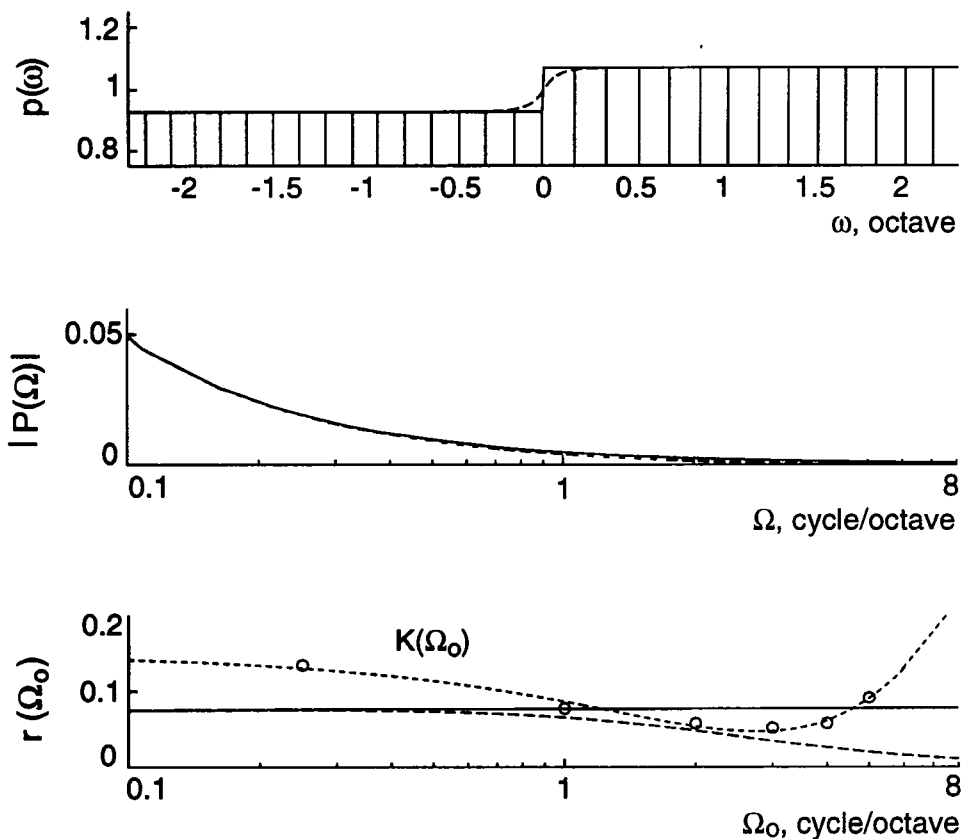 1.2
1
0.8
p(ω)
-2 -1.5 -1 -0.5 0 0.5 1 1.5 2
ω, octave
0.05
0
|P(Ω)|
0.1 1 8
Ω, cycle/octave
0.2
0.1
0
r (Ωo)
K(Ωo)
0.1 1 8
Ωo, cycle/octave